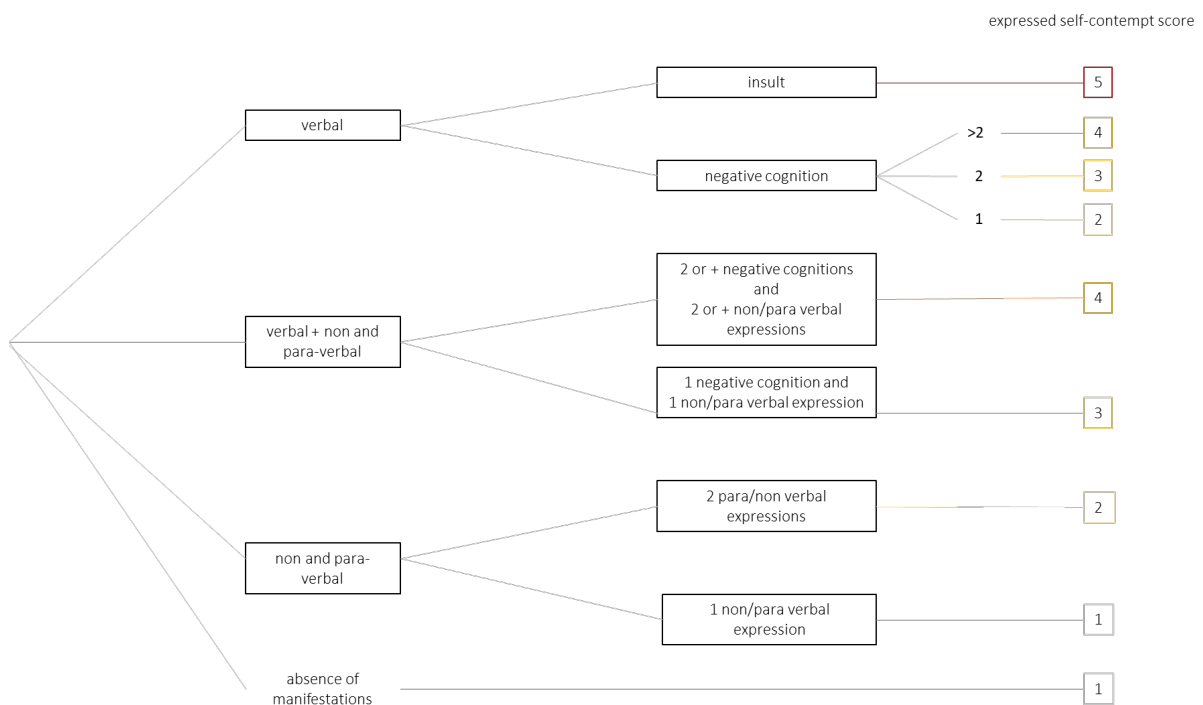 expressed self-contempt score
insult
5
verbal
>2
4
negative cognition
2
3
1
2
2 or + negative cognitions
and
2 or + non/para verbal
expressions
4
verbal + non and
para-verbal
1 negative cognition and
1 non/para verbal expression
3
2 para/non verbal
expressions
2
non and para-
verbal
1 non/para verbal
expression
1
absence of
manifestations
1